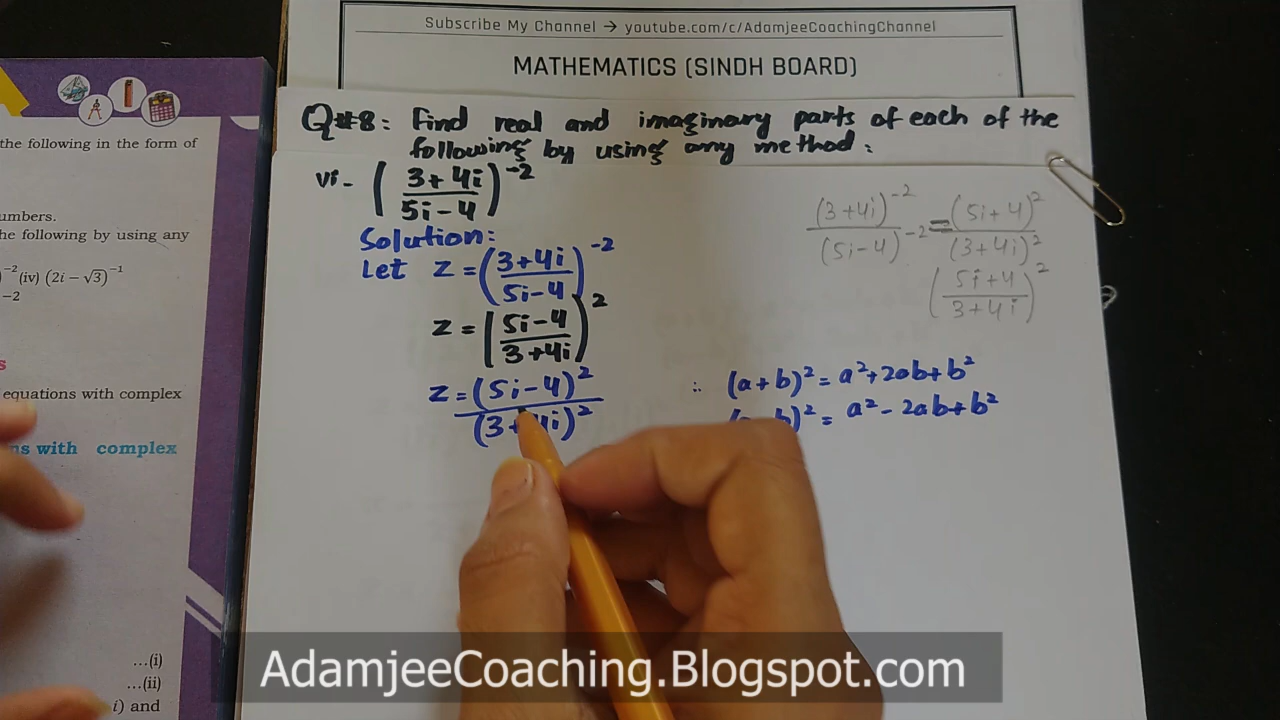 Subscribe My Channel → youtube.com/c/AdamjeeCoachingChannel
MATHEMATICS (SINDH BOARD)
Q#8: Find real and imaginary parts of each of the
following by using any method:
vi- (3+4i / 5i-4)^-2
Solution:
Let z = (3+4i / 5i-4)^-2
z = (5i-4 / 3+4i)^2
z = (5i-4)^2 / (3+4i)^2
(3+4i)^-2 / (5i-4)^-2 = (5i+4)^2 / (3+4i)^2
(5i+4 / 3+4i)^2
∴ (a+b)² = a²+2ab+b²
b)² = a² - 2ab+b²
the following in the form of
umbers.
he following by using any
⁻² (iv) (2i - √3)⁻¹
-2
s
equations with complex
ns with complex
...(i)
...(ii)
i) and
AdamjeeCoaching.Blogspot.com